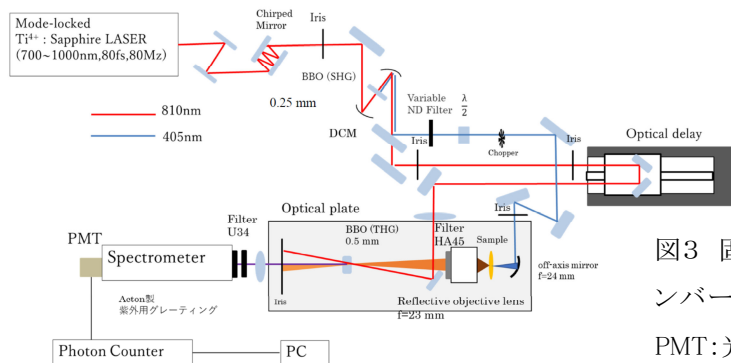 Mode-locked
Ti⁴⁺ : Sapphire LASER
(700~1000nm,80fs,80Mz)
Chirped
Mirror
Iris
BBO (SHG)
0.25 mm
Variable
ND Filter
λ/2
DCM
Chopper
Iris
Iris
Optical delay
810nm
405nm
Iris
Optical plate
Filter
U34
PMT
Spectrometer
Acton製
紫外用グレーティング
BBO (THG)
0.5 mm
Filter
HA45
Sample
off-axis mirror
f=24 mm
Iris
Reflective objective lens
f=23 mm
Photon Counter
PC
図3
ンバー
PMT: